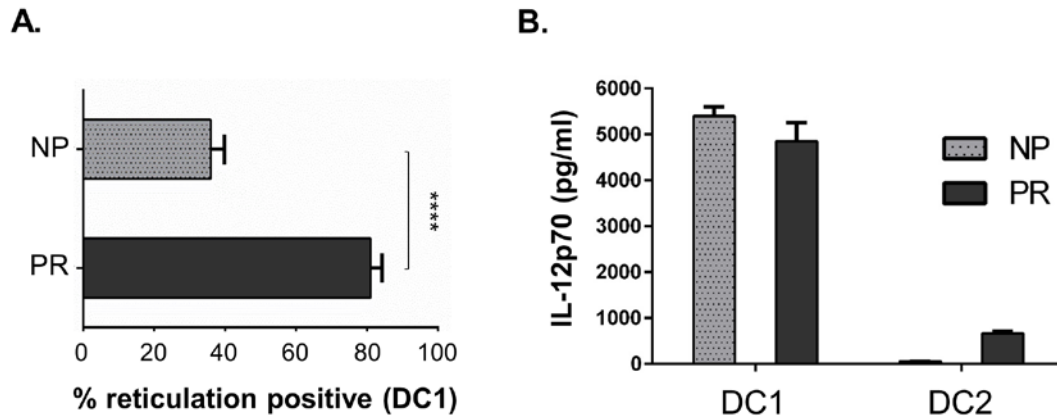 A.
NP
PR
****
0 20 40 60 80 100
% reticulation positive (DC1)
B.
IL-12p70 (pg/ml)
6000
5000
4000
3000
2000
1000
0
DC1 DC2
NP
PR